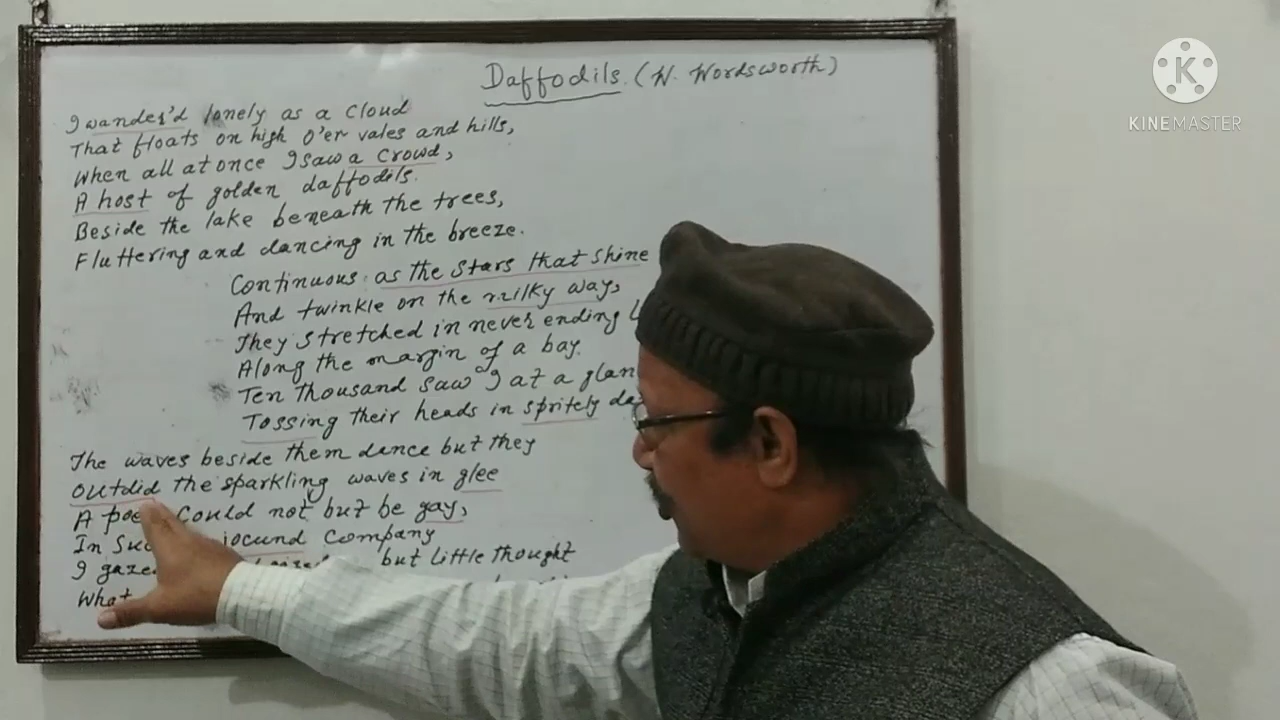 Daffodils. (W. Wordsworth)
I wander'd lonely as a cloud
That floats on high O'er vales and hills,
When all at once I saw a crowd,
A host of golden daffodils.
Beside the lake beneath the trees,
Fluttering and dancing in the breeze.
Continuous as the stars that shine
And twinkle on the milky way,
They stretched in never ending
Along the margin of a bay.
Ten thousand saw I at a glan
Tossing their heads in spritely da
The waves beside them dance but they
Outdid the sparkling waves in glee
A poe could not but be gay,
In su jocund company
I gaze but little thought
What
KINEMASTER